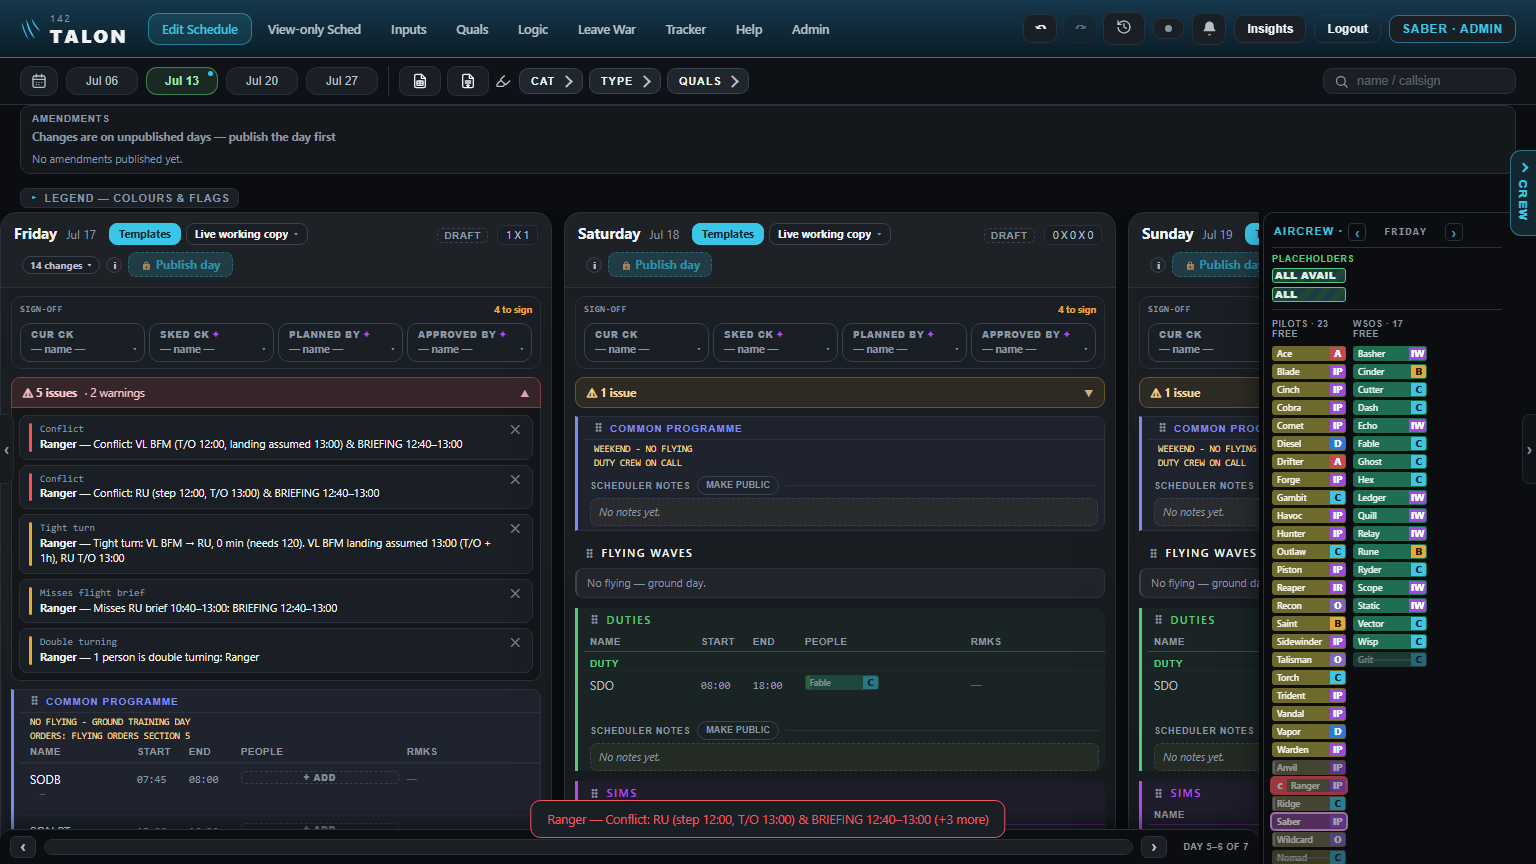 142
TALON
Edit Schedule
View-only Sched
Inputs
Quals
Logic
Leave War
Tracker
Help
Admin
Insights
Logout
SABER · ADMIN
Jul 06
Jul 13
Jul 20
Jul 27
CAT
TYPE
QUALS
name / callsign
AMENDMENTS
Changes are on unpublished days — publish the day first
No amendments published yet.
CREW
LEGEND — COLOURS & FLAGS
Friday Jul 17 Templates Live working copy DRAFT 1X1
14 changes i Publish day
SIGN-OFF 4 to sign
CUR CK SKED CK PLANNED BY APPROVED BY
— name — — name — — name — — name —
5 issues · 2 warnings
Conflict
Ranger — Conflict: VL BFM (T/O 12:00, landing assumed 13:00) & BRIEFING 12:40–13:00
Conflict
Ranger — Conflict: RU (step 12:00, T/O 13:00) & BRIEFING 12:40–13:00
Tight turn
Ranger — Tight turn: VL BFM → RU, 0 min (needs 120). VL BFM landing assumed 13:00 (T/O +
1h), RU T/O 13:00
Misses flight brief
Ranger — Misses RU brief 10:40–13:00: BRIEFING 12:40–13:00
Double turning
Ranger — 1 person is double turning: Ranger
COMMON PROGRAMME
NO FLYING - GROUND TRAINING DAY
ORDERS: FLYING ORDERS SECTION 5
NAME START END PEOPLE RMKS
SODB 07:45 08:00 + ADD —
—
Saturday Jul 18 Templates Live working copy DRAFT 0X0X0
i Publish day
SIGN-OFF 4 to sign
CUR CK SKED CK PLANNED BY APPROVED BY
— name — — name — — name — — name —
1 issue
COMMON PROGRAMME
WEEKEND - NO FLYING
DUTY CREW ON CALL
SCHEDULER NOTES MAKE PUBLIC
No notes yet.
FLYING WAVES
No flying — ground day.
DUTIES
NAME START END PEOPLE RMKS
DUTY
SDO 08:00 18:00 Fable C —
SCHEDULER NOTES MAKE PUBLIC
No notes yet.
SIMS
Sunday Jul 19
i Publish day
SIGN-OFF
CUR CK
— name —
1 issue
COMMON PROG
WEEKEND - NO FLYING
DUTY CREW ON CALL
SCHEDULER NOTES
No notes yet.
FLYING WAVES
No flying — ground da
DUTIES
NAME
DUTY
SDO
SCHEDULER NOTES
No notes yet.
SIMS
NAME
AIRCREW · FRIDAY
PLACEHOLDERS
ALL AVAIL
ALL
PILOTS · 23 FREE
WSOS · 17 FREE
Ace A
Blade IP
Cinch IP
Cobra IP
Comet IP
Diesel D
Drifter A
Forge IP
Gambit C
Havoc IP
Hunter IP
Outlaw C
Piston IP
Reaper IR
Recon O
Saint B
Sidewinder IP
Talisman O
Torch C
Trident IP
Vandal IP
Vapor D
Warden IP
Anvil IP
C Ranger IP
Ridge C
Saber IP
Wildcard O
Nomad C
Basher IW
Cinder B
Cutter C
Dash C
Echo IW
Fable C
Ghost C
Hex C
Ledger IW
Quill IW
Relay IW
Rune B
Ryder C
Scope IW
Static IW
Vector C
Wisp C
Grit C
Ranger — Conflict: RU (step 12:00, T/O 13:00) & BRIEFING 12:40–13:00 (+3 more)
DAY 5–6 OF 7